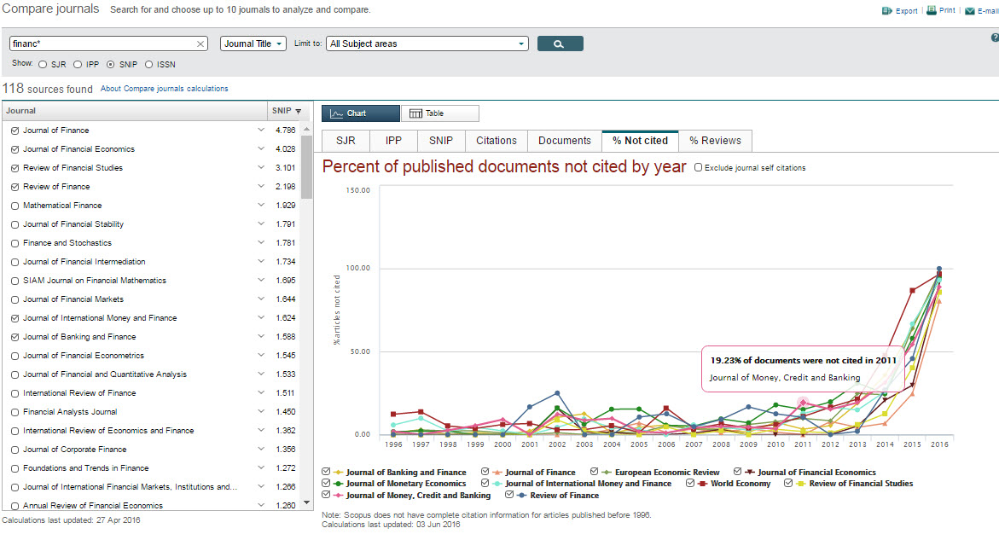 Compare journals Search for and choose up to 10 journals to analyze and compare.
Export | Print | E-mail
financ* Journal Title Limit to: All Subject areas
Show: SJR IPP SNIP ISSN
118 sources found About Compare journals calculations
Journal SNIP
Journal of Finance 4.786
Journal of Financial Economics 4.028
Review of Financial Studies 3.101
Review of Finance 2.198
Mathematical Finance 1.929
Journal of Financial Stability 1.791
Finance and Stochastics 1.781
Journal of Financial Intermediation 1.734
SIAM Journal on Financial Mathematics 1.695
Journal of Financial Markets 1.644
Journal of International Money and Finance 1.624
Journal of Banking and Finance 1.588
Journal of Financial Econometrics 1.545
Journal of Financial and Quantitative Analysis 1.533
International Review of Finance 1.511
Financial Analysts Journal 1.450
International Review of Economics and Finance 1.362
Journal of Corporate Finance 1.356
Foundations and Trends in Finance 1.272
Journal of International Financial Markets, Institutions and... 1.266
Annual Review of Financial Economics 1.260
Calculations last updated: 27 Apr 2016
Chart Table
SJR IPP SNIP Citations Documents % Not cited % Reviews
Percent of published documents not cited by year Exclude journal self citations
150.00
100.00
50.00
0.00
% articles not cited
19.23% of documents were not cited in 2011
Journal of Money, Credit and Banking
1996 1997 1998 1999 2000 2001 2002 2003 2004 2005 2006 2007 2008 2009 2010 2011 2012 2013 2014 2015 2016
Journal of Banking and Finance Journal of Finance European Economic Review Journal of Financial Economics
Journal of Monetary Economics Journal of International Money and Finance World Economy Review of Financial Studies
Journal of Money, Credit and Banking Review of Finance
Note: Scopus does not have complete citation information for articles published before 1996.
Calculations last updated: 03 Jun 2016